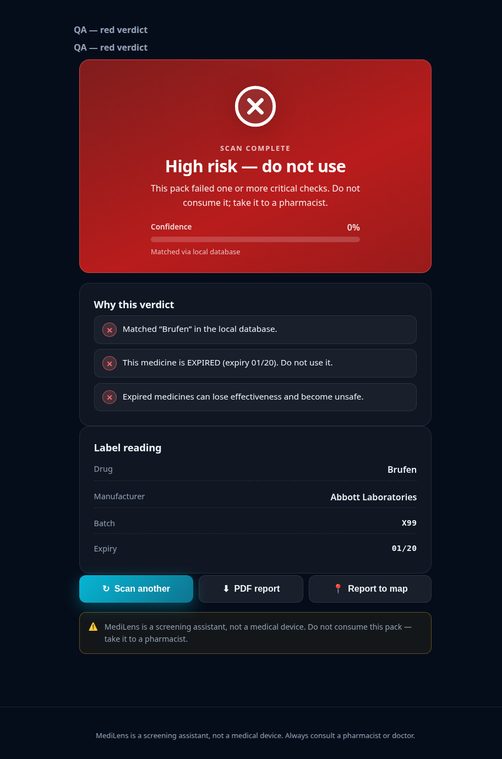 QA — red verdict
QA — red verdict
SCAN COMPLETE
High risk — do not use
This pack failed one or more critical checks. Do not
consume it; take it to a pharmacist.
Confidence 0%
Matched via local database
Why this verdict
Matched "Brufen" in the local database.
This medicine is EXPIRED (expiry 01/20). Do not use it.
Expired medicines can lose effectiveness and become unsafe.
Label reading
Drug Brufen
Manufacturer Abbott Laboratories
Batch X99
Expiry 01/20
↻ Scan another ⬇ PDF report 📍 Report to map
⚠️ MediLens is a screening assistant, not a medical device. Do not consume this pack —
take it to a pharmacist.
MediLens is a screening assistant, not a medical device. Always consult a pharmacist or doctor.